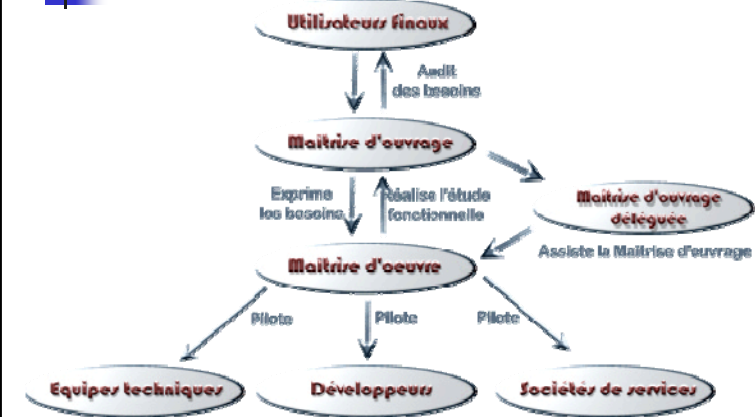 Utilisateurs finaux
Audit
des besoins
Maîtrise d'ouvrage
Exprime
les besoins
Réalise l'étude
fonctionnelle
Maîtrise d'ouvrage
déléguée
Assiste la Maîtrise d'ouvrage
Maîtrise d'oeuvre
Pilote
Pilote
Pilote
Equipes techniques
Développeurs
Sociétés de services